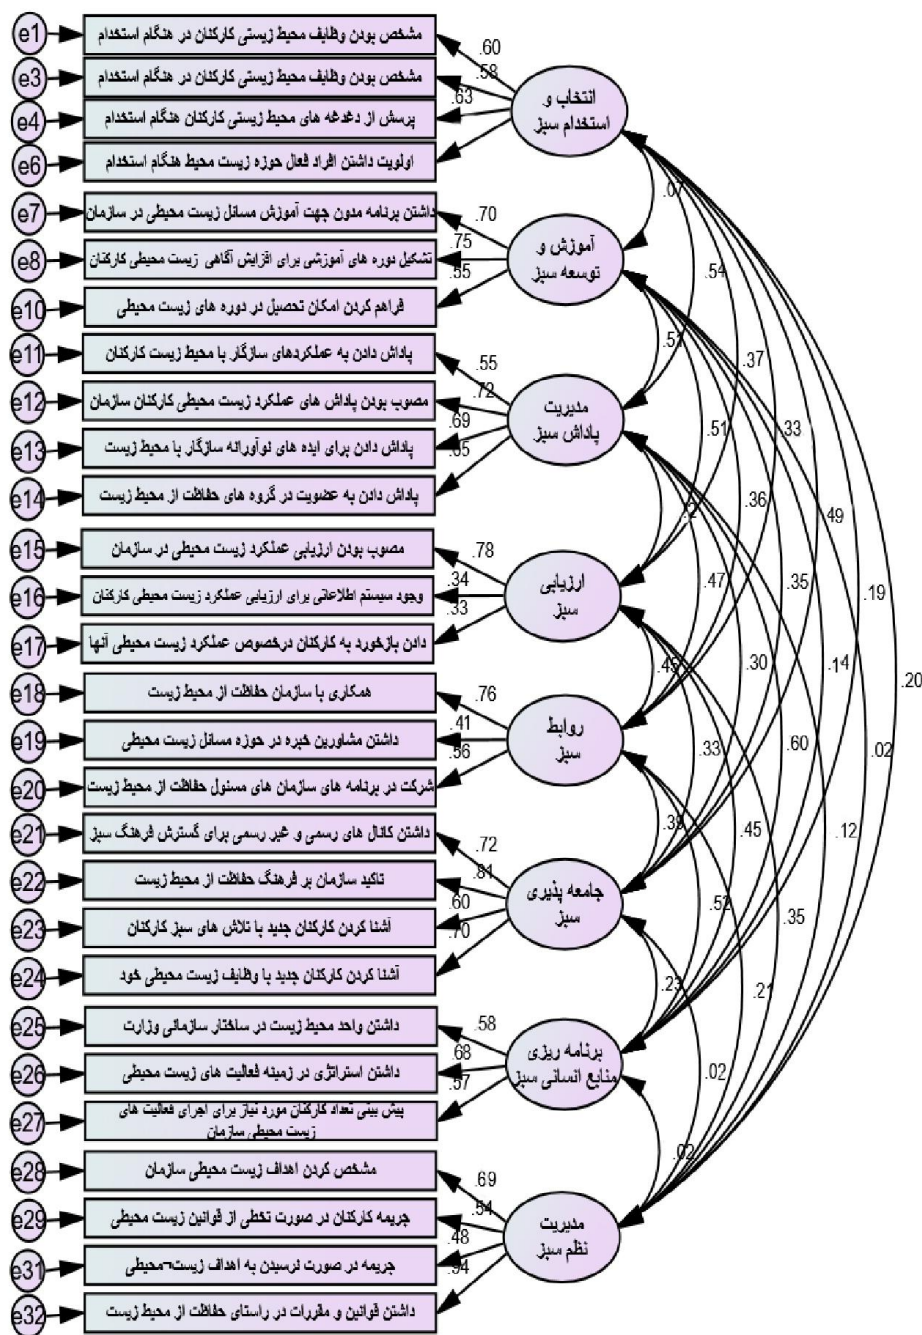 e1
مشخص بودن وظایف محیط زیستی کارکنان در هنگام استخدام
.60
e3
مشخص بودن وظایف محیط زیستی کارکنان در هنگام استخدام
.58
e4
پرسش از دغدغه های محیط زیستی کارکنان هنگام استخدام
.63
e6
اولویت داشتن افراد فعال حوزه زیست محیط هنگام استخدام
انتخاب و
استخدام سبز
.07
e7
داشتن برنامه مدون جهت آموزش مسائل زیست محیطی در سازمان
.70
e8
تشکیل دوره های آموزشی برای افزایش آگاهی زیست محیطی کارکنان
.75
.55
e10
فراهم کردن امکان تحصیل در دوره های زیست محیطی
آموزش و
توسعه سبز
.54
.51
.37
e11
پاداش دادن به عملکردهای سازگار با محیط زیست کارکنان
.55
e12
مصوب بودن پاداش های عملکرد زیست محیطی کارکنان سازمان
.72
e13
پاداش دادن برای ایده های نوآورانه سازگار با محیط زیست
.69
.65
e14
پاداش دادن به عضویت در گروه های حفاظت از محیط زیست
مدیریت
پاداش سبز
.51
.33
.36
.49
e15
مصوب بودن ارزیابی عملکرد زیست محیطی در سازمان
.78
e16
وجود سیستم اطلاعاتی برای ارزیابی عملکرد زیست محیطی کارکنان
.34
.33
e17
دادن بازخورد به کارکنان درخصوص عملکرد زیست محیطی آنها
ارزیابی
سبز
.47
.35
.19
.45
.30
.14
.20
e18
همکاری با سازمان حفاظت از محیط زیست
.76
e19
داشتن مشاورین خبره در حوزه مسائل زیست محیطی
.41
.56
e20
شرکت در برنامه های سازمان های مسئول حفاظت از محیط زیست
روابط
سبز
.33
.60
.02
.39
.45
.12
e21
داشتن کانال های رسمی و غیر رسمی برای گسترش فرهنگ سبز
.72
e22
تاکید سازمان بر فرهنگ حفاظت از محیط زیست
.81
e23
آشنا کردن کارکنان جدید با تلاش های سبز کارکنان
.60
.70
e24
آشنا کردن کارکنان جدید با وظایف زیست محیطی خود
جامعه پذیری
سبز
.52
.35
.23
.21
e25
داشتن واحد محیط زیست در ساختار سازمانی وزارت
.58
e26
داشتن استراتژی در زمینه فعالیت های زیست محیطی
.68
.57
e27
پیش بینی تعداد کارکنان مورد نیاز برای اجرای فعالیت های
زیست محیطی سازمان
برنامه ریزی
منابع انسانی سبز
.02
.02
e28
مشخص کردن اهداف زیست محیطی سازمان
.69
e29
جریمه کارکنان در صورت تخطی از قوانین زیست محیطی
.54
.48
e31
جریمه در صورت نرسیدن به اهداف زیست¬محیطی
.94
e32
داشتن قوانین و مقررات در راستای حفاظت از محیط زیست
مدیریت
نظم سبز